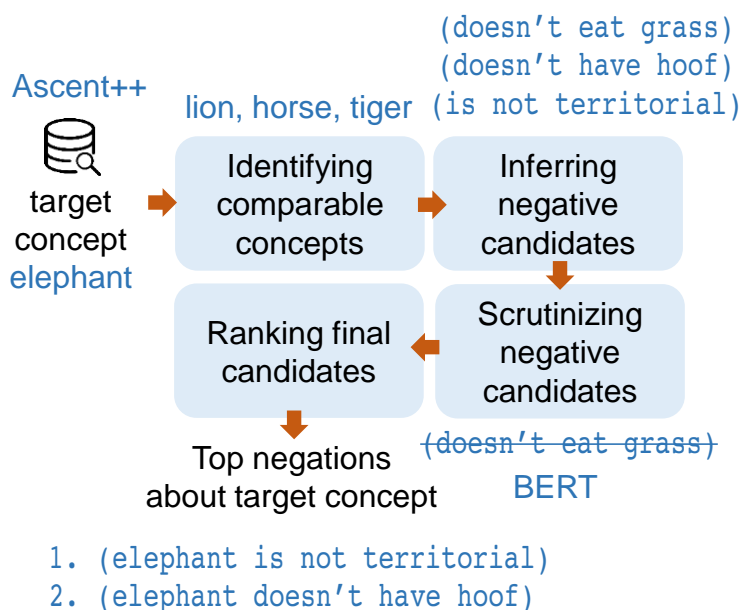 (doesn't eat grass)
(doesn't have hoof)
(is not territorial)
Ascent++
lion, horse, tiger
target
concept
elephant
Identifying
comparable
concepts
Inferring
negative
candidates
Scrutinizing
negative
candidates
Ranking final
candidates
(doesn't eat grass)
BERT
Top negations
about target concept
1. (elephant is not territorial)
2. (elephant doesn't have hoof)